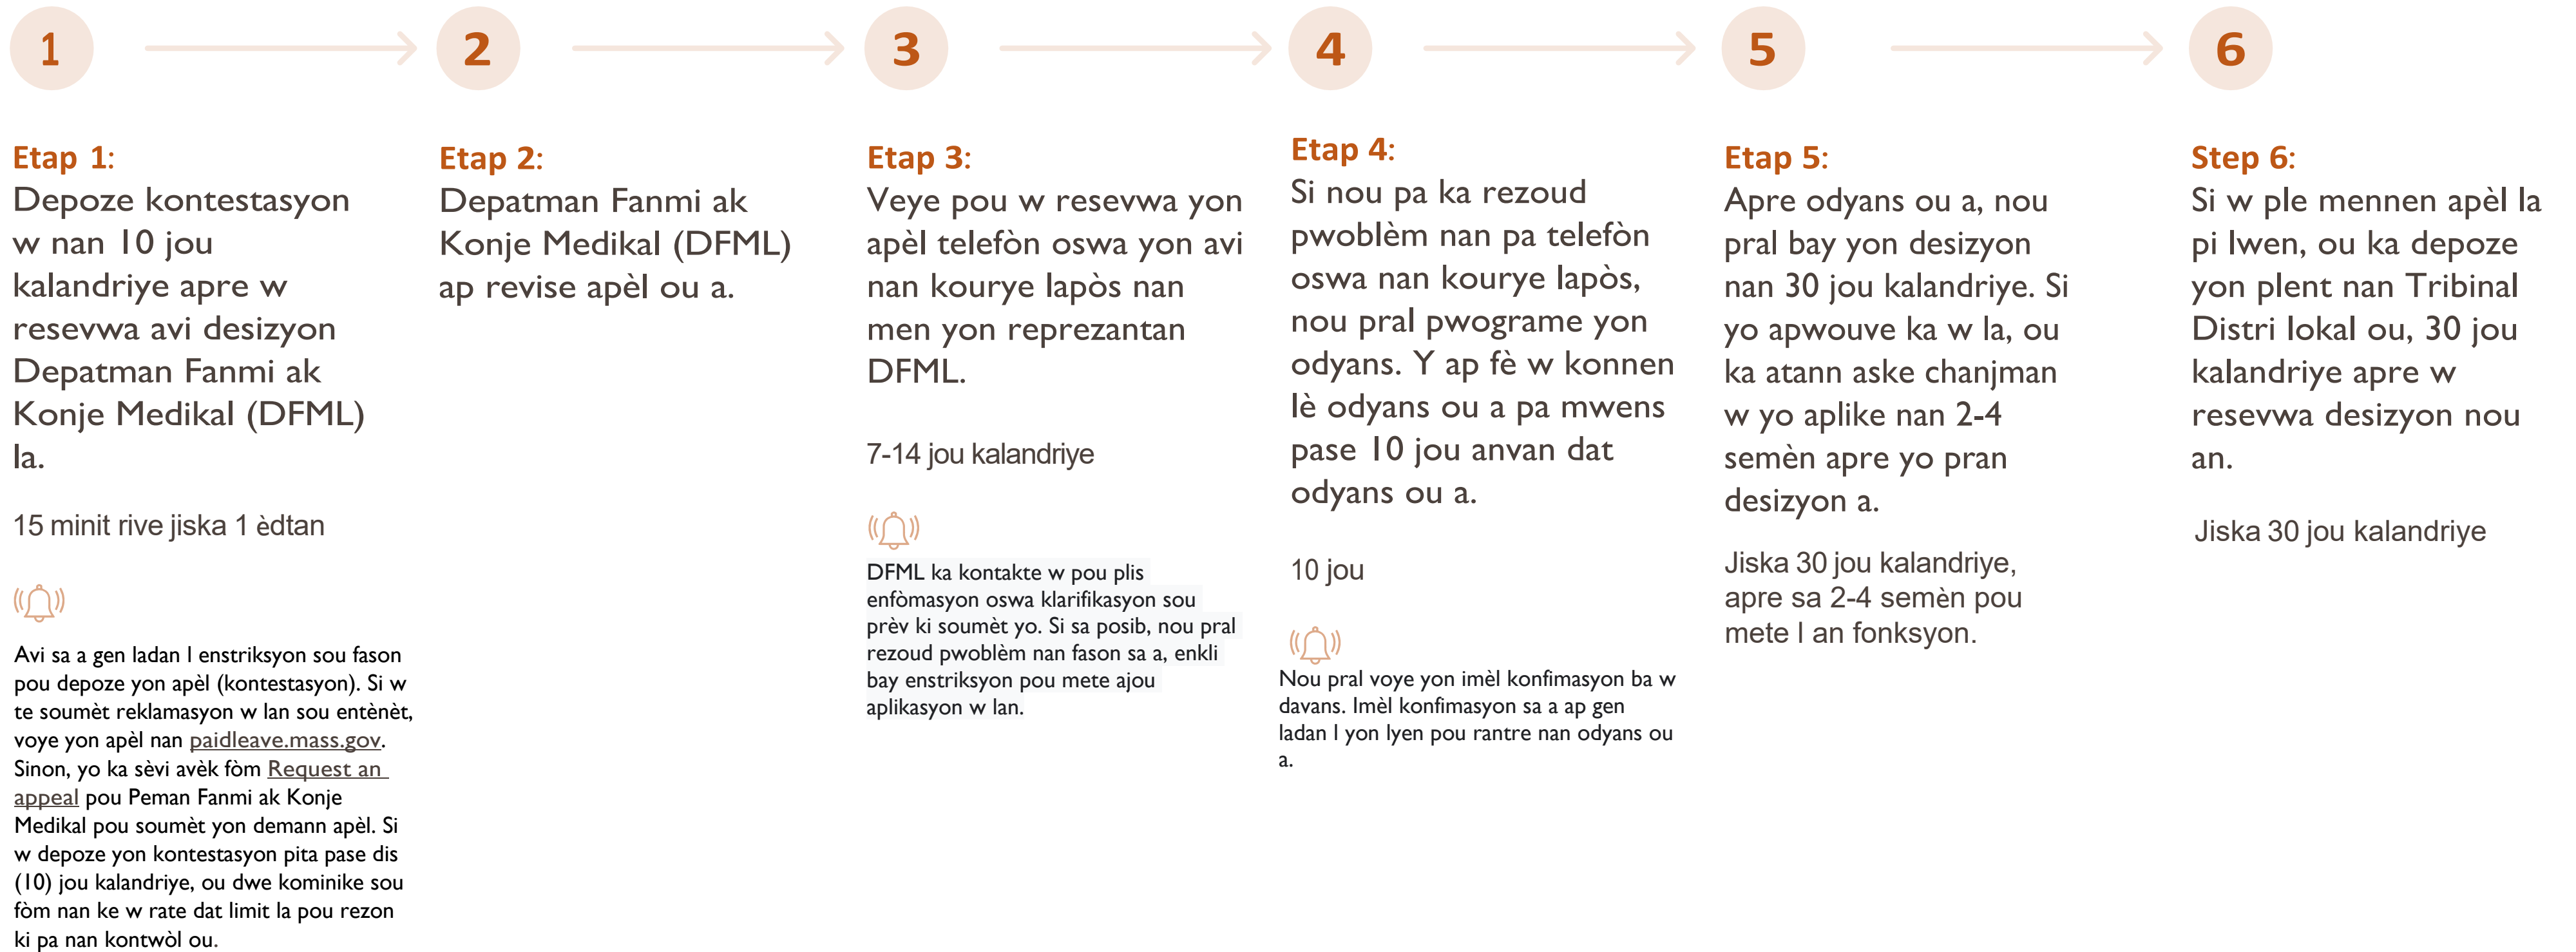 1
2
3
4
5
6
Etap 1:
Depoze kontestasyon
w nan 10 jou
kalandriye apre w
resevwa avi desizyon
Depatman Fanmi ak
Konje Medikal (DFML)
la.
15 minit rive jiska 1 èdtan
Avi sa a gen ladan l enstriksyon sou fason
pou depoze yon apèl (kontestasyon). Si w
te soumèt reklamasyon w lan sou entènèt,
voye yon apèl nan paidleave.mass.gov.
Sinon, yo ka sèvi avèk fòm Request an
appeal pou Peman Fanmi ak Konje
Medikal pou soumèt yon demann apèl. Si
w depoze yon kontestasyon pita pase dis
(10) jou kalandriye, ou dwe kominike sou
fòm nan ke w rate dat limit la pou rezon
ki pa nan kontwòl ou.
Etap 2:
Depatman Fanmi ak
Konje Medikal (DFML)
ap revise apèl ou a.
Etap 3:
Veye pou w resevwa yon
apèl telefòn oswa yon avi
nan kourye lapòs nan
men yon reprezantan
DFML.
7-14 jou kalandriye
DFML ka kontakte w pou plis
enfòmasyon oswa klarifikasyon sou
prèv ki soumèt yo. Si sa posib, nou pral
rezoud pwoblèm nan fason sa a, enkli
bay enstriksyon pou mete ajou
aplikasyon w lan.
Etap 4:
Si nou pa ka rezoud
pwoblèm nan pa telefòn
oswa nan kourye lapòs,
nou pral pwograme yon
odyans. Y ap fè w konnen
lè odyans ou a pa mwens
pase 10 jou anvan dat
odyans ou a.
10 jou
Nou pral voye yon imèl konfimasyon ba w
davans. Imèl konfimasyon sa a ap gen
ladan l yon lyen pou rantre nan odyans ou
a.
Etap 5:
Apre odyans ou a, nou
pral bay yon desizyon
nan 30 jou kalandriye. Si
yo apwouve ka w la, ou
ka atann aske chanjman
w yo aplike nan 2-4
semèn apre yo pran
desizyon a.
Jiska 30 jou kalandriye,
apre sa 2-4 semèn pou
mete l an fonksyon.
Step 6:
Si w ple mennen apèl la
pi lwen, ou ka depoze
yon plent nan Tribinal
Distri lokal ou, 30 jou
kalandriye apre w
resevwa desizyon nou
an.
Jiska 30 jou kalandriye